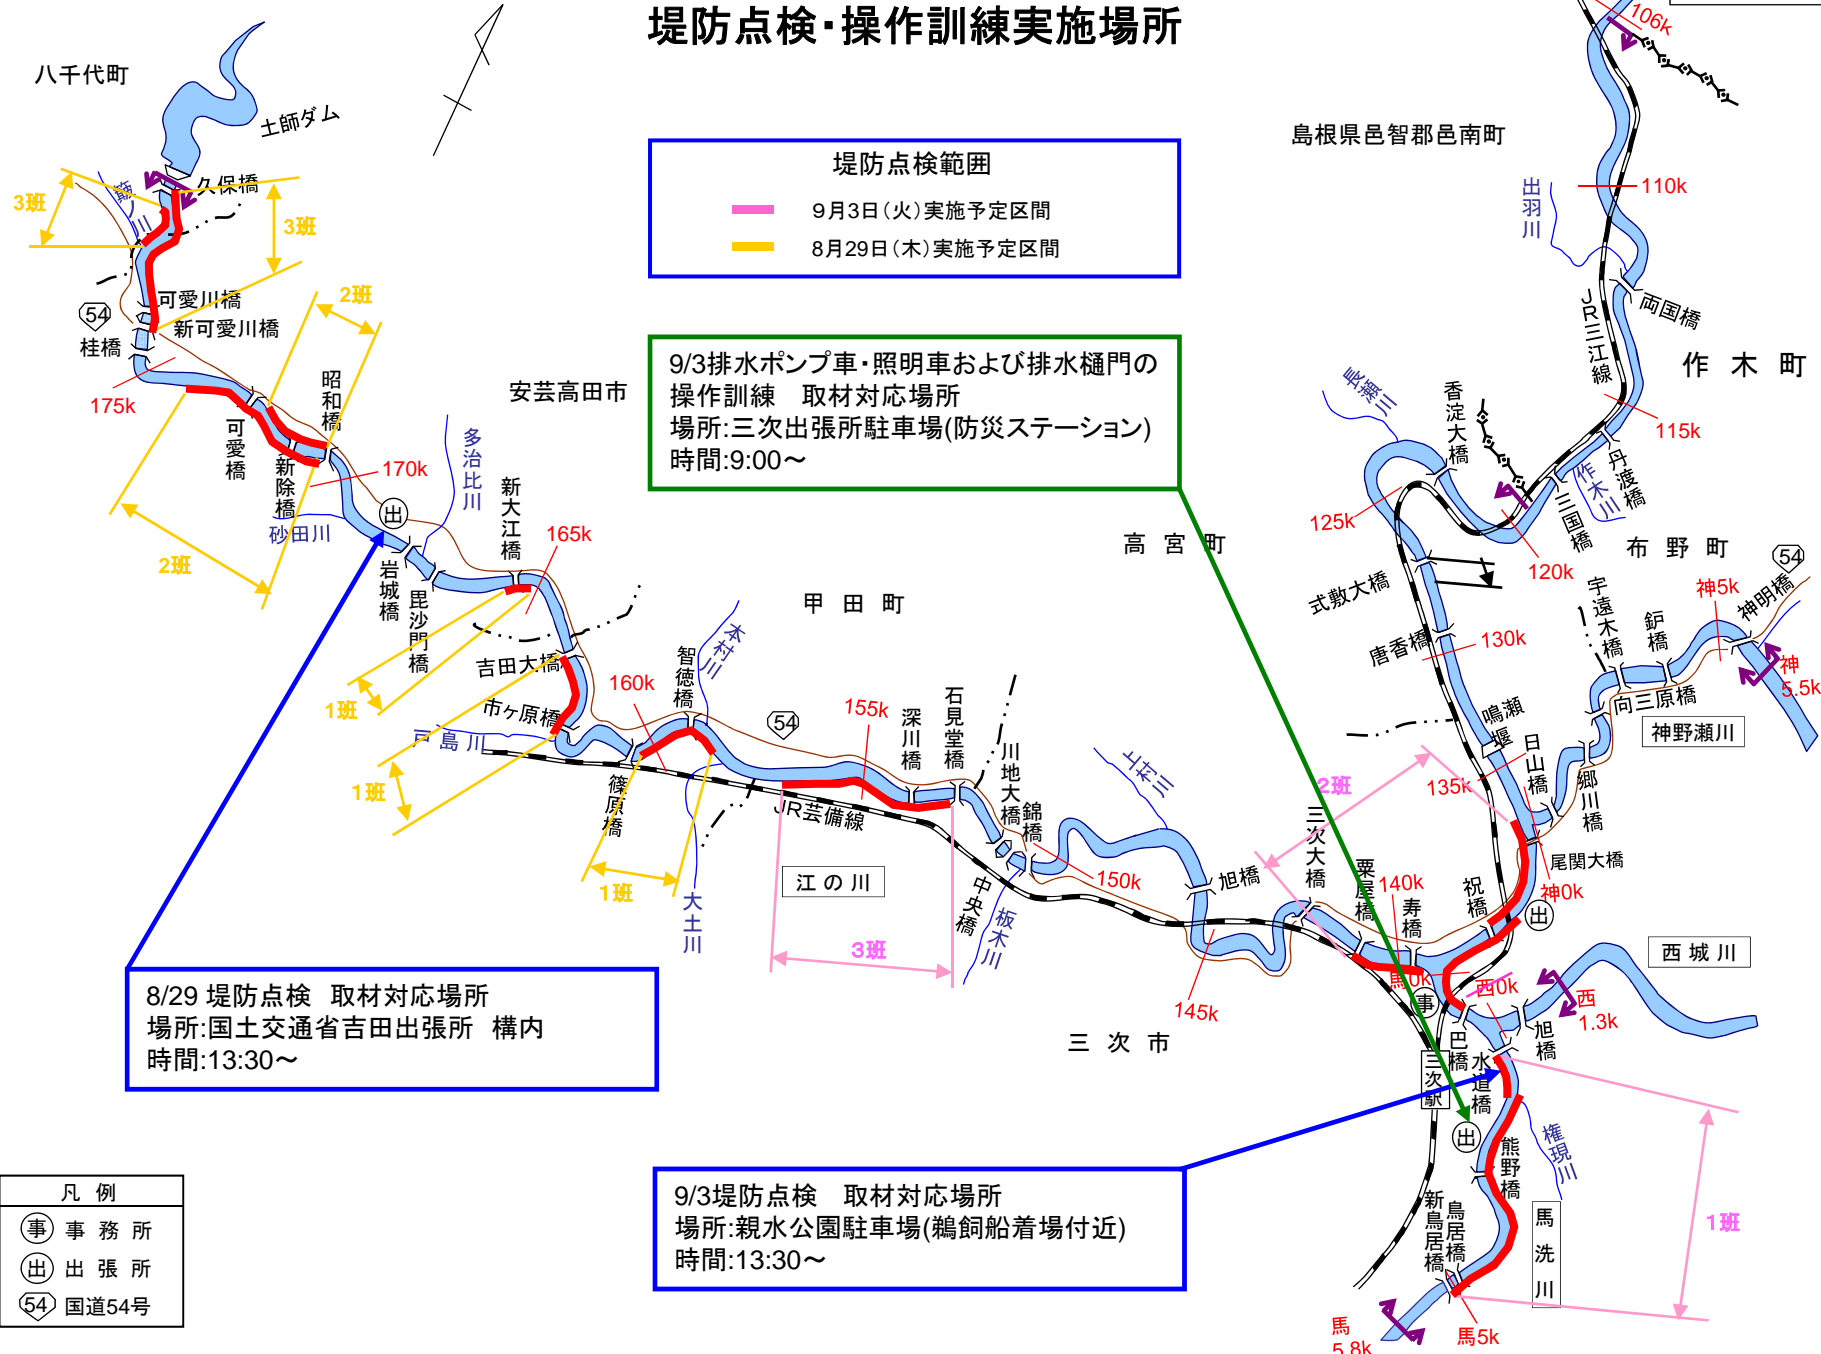 堤防点検・操作訓練実施場所
八千代町
土師ダム
106k
島根県邑智郡邑南町
堤防点検範囲
9月3日（火）実施予定区間
8月29日（木）実施予定区間
久保橋
3班
3班
110k
出羽川
両国橋
JR三江線
作木町
可愛川橋
新可愛川橋
54
桂橋
175k
2班
昭和橋
可愛橋
新除橋
2班
砂田川
170k
出
安芸高田市
多治比川
新大江橋
165k
岩城橋
毘沙門橋
9/3排水ポンプ車・照明車および排水樋門の
操作訓練　取材対応場所
場所:三次出張所駐車場(防災ステーション)
時間:9:00～
長瀬川
香淀大橋
115k
丹渡橋
作木川
三国橋
125k
120k
高宮町
布野町
54
式敷大橋
唐香橋
130k
宇遠木橋
鈩橋
神5k
神明橋
神
5.5k
向三原橋
神野瀬川
甲田町
吉田大橋
1班
市ヶ原橋
戸島川
1班
160k
智徳橋
本村川
54
155k
深川橋
石見堂橋
川地大橋
錦橋
篠原橋
1班
JR芸備線
大土川
江の川
3班
中央橋
板木川
150k
上村川
旭橋
145k
三次大橋
2班
粟屋橋
140k
寿橋
祝橋
鳴瀬堰
日山橋
135k
郷川橋
尾関大橋
神0k
出
西城川
馬0k
事
西0k
西
1.3k
旭橋
巴橋
水道橋
三次駅
出
三次市
権現川
熊野橋
鳥居橋
新鳥居橋
馬洗川
1班
馬5k
馬
5.8k
8/29 堤防点検　取材対応場所
場所:国土交通省吉田出張所　構内
時間:13:30～
9/3堤防点検　取材対応場所
場所:親水公園駐車場(鵜飼船着場付近)
時間:13:30～
凡例
事 事務所
出 出張所
54 国道54号